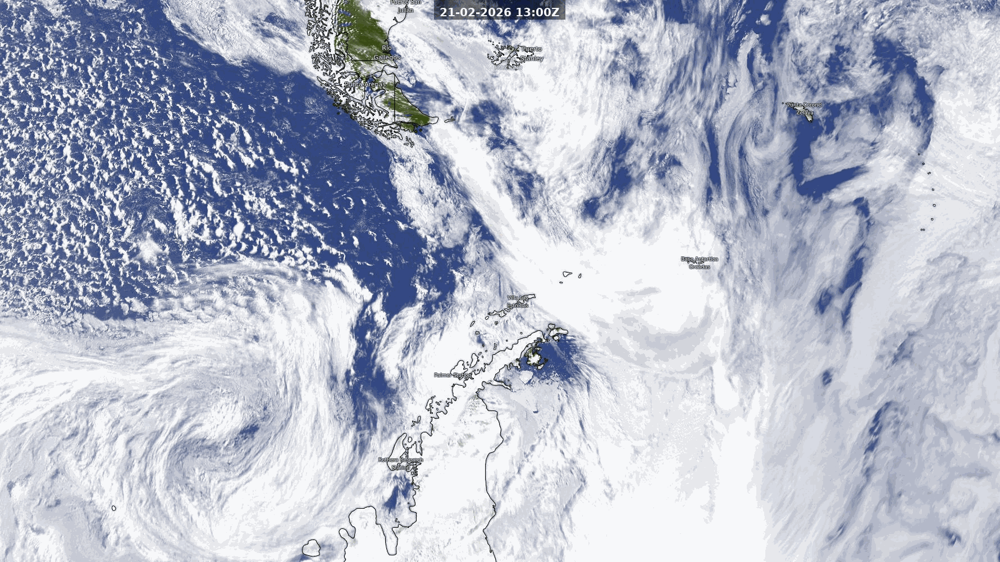 Puerto San
Julián
21-02-2026 13:00Z
Río
Gallegos
Puerto
Stanley
FALKLAND
Punta Arenas
Punta Coronel
Zelaya
Base Antartica
Orcadas
Villa Las
Estrellas
Palmer Station
Rothera Research
Station